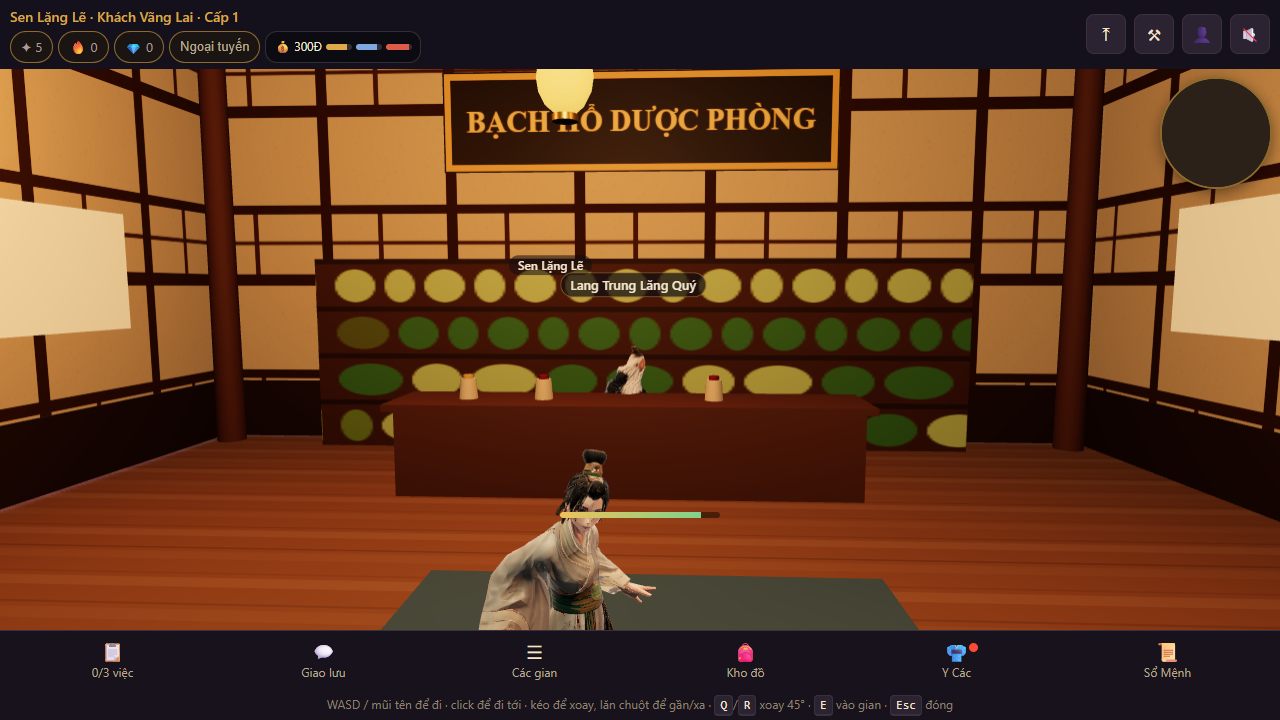 Sen Lặng Lẽ · Khách Vãng Lai · Cấp 1
5
0
0
Ngoại tuyến
300Đ
BẠCH HỔ DƯỢC PHÒNG
Sen Lặng Lẽ
Lang Trung Lăng Quý
0/3 việc
Giao lưu
Các gian
Kho đồ
Y Các
Sổ Mệnh
WASD / mũi tên để đi · click để đi tới · kéo để xoay, lăn chuột để gần/xa · Q / R xoay 45° · E vào gian · Esc đóng